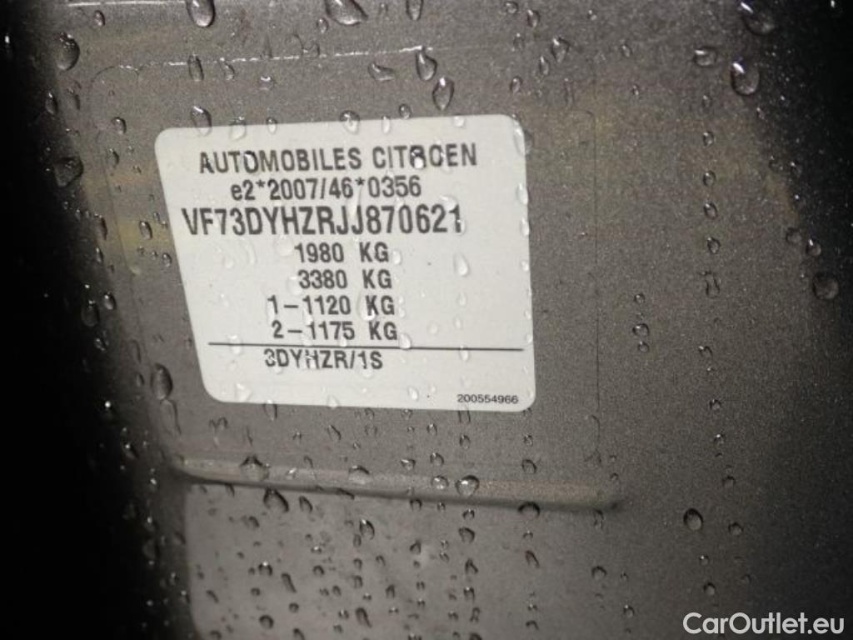 AUTOMOBILES CITROEN
e2*2007/46*0356
VF73DYHZRJJ870621
1980 KG
3380 KG
1-1120 KG
2-1175 KG
3DYHZR/1S
200554966
CarOutlet.eu